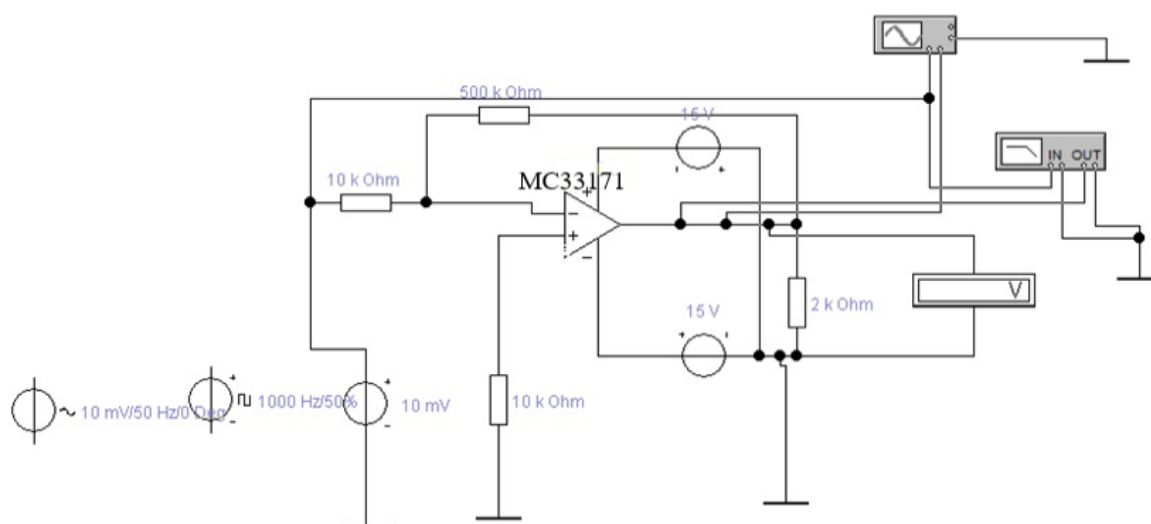 500 k Ohm
15 V
IN OUT
10 k Ohm
MC33171
V
15 V
2 k Ohm
10 mV/50 Hz/0 Deg
1000 Hz/50%
10 mV
10 k Ohm